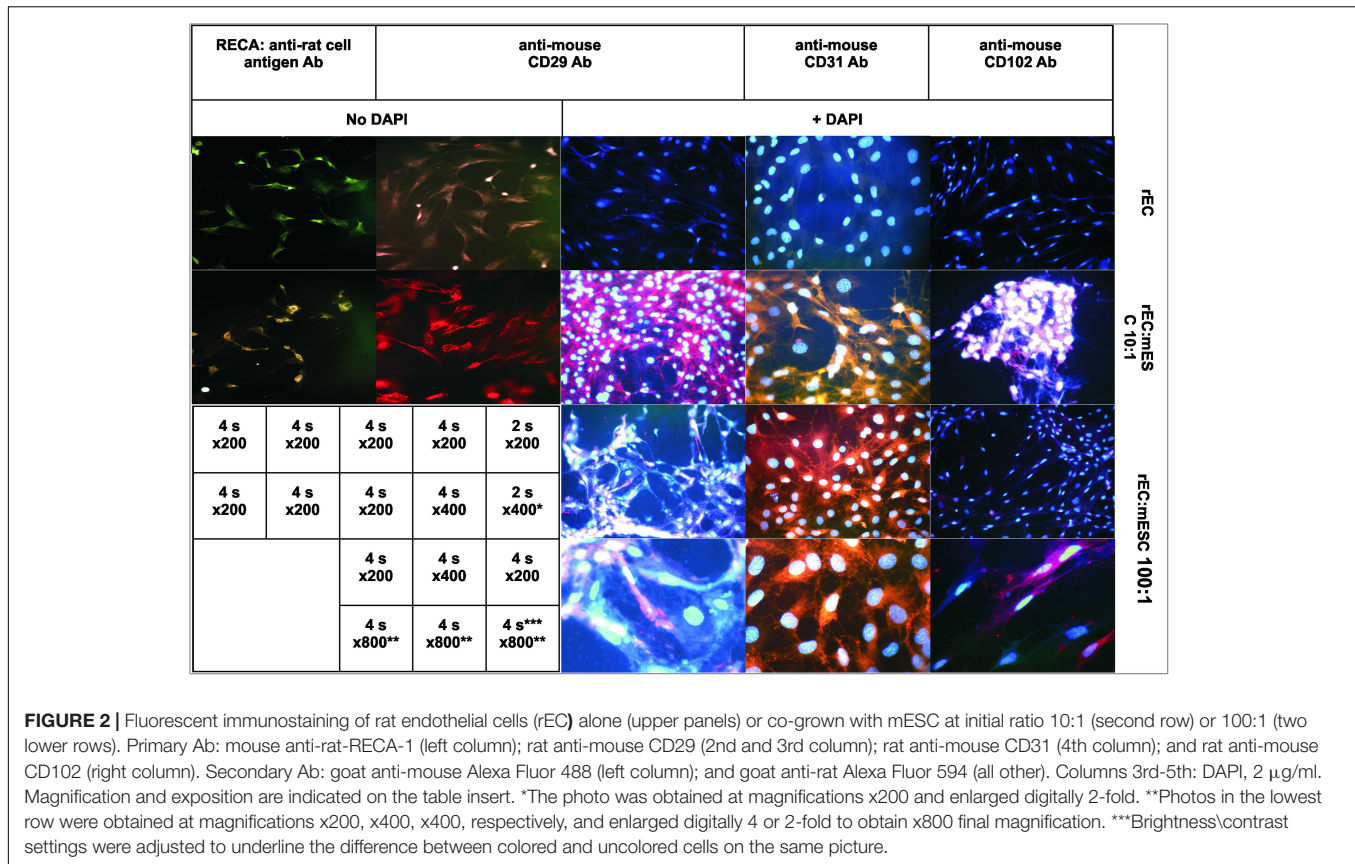 RECA: anti-rat cell
antigen Ab
anti-mouse
CD29 Ab
anti-mouse
CD31 Ab
anti-mouse
CD102 Ab
No DAPI
+ DAPI
rEC
rEC:mES
C 10:1
rEC:mESC 100:1
4 s
x200
4 s
x200
4 s
x200
4 s
x200
2 s
x200
4 s
x200
4 s
x200
4 s
x200
4 s
x400
2 s
x400*
4 s
x200
4 s
x400
4 s
x200
4 s
x800**
4 s
x800**
4 s***
x800**
FIGURE 2 | Fluorescent immunostaining of rat endothelial cells (rEC) alone (upper panels) or co-grown with mESC at initial ratio 10:1 (second row) or 100:1 (two
lower rows). Primary Ab: mouse anti-rat-RECA-1 (left column); rat anti-mouse CD29 (2nd and 3rd column); rat anti-mouse CD31 (4th column); and rat anti-mouse
CD102 (right column). Secondary Ab: goat anti-mouse Alexa Fluor 488 (left column); and goat anti-rat Alexa Fluor 594 (all other). Columns 3rd-5th: DAPI, 2 μg/ml.
Magnification and exposition are indicated on the table insert. *The photo was obtained at magnifications x200 and enlarged digitally 2-fold. **Photos in the lowest
row were obtained at magnifications x200, x400, x400, respectively, and enlarged digitally 4 or 2-fold to obtain x800 final magnification. ***Brightness\contrast
settings were adjusted to underline the difference between colored and uncolored cells on the same picture.